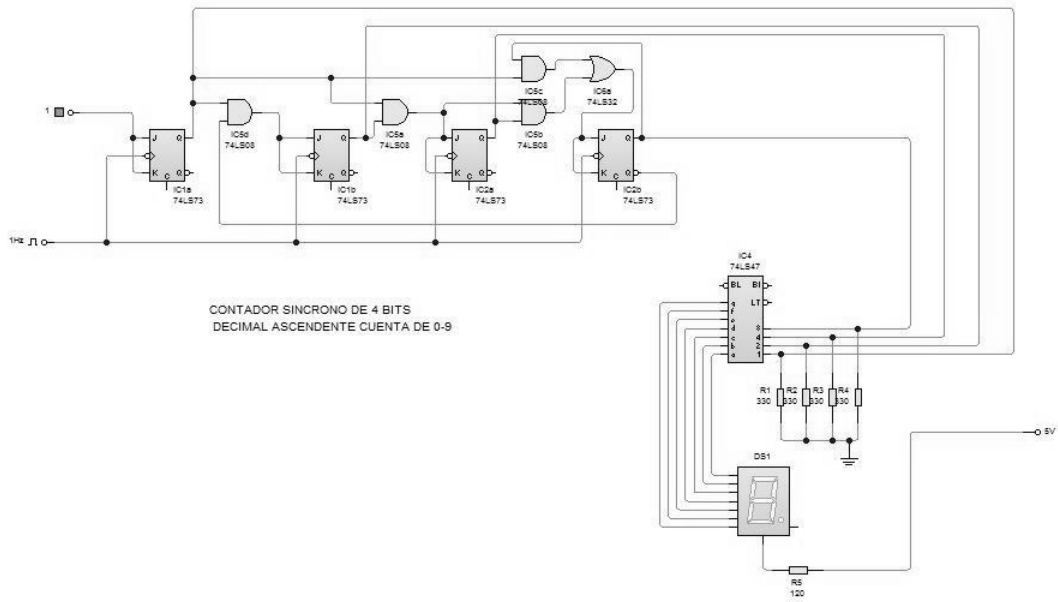 IC5c
74LS08
IC6a
74LS32
1
IC5d
74LS08
IC5a
74LS08
IC5b
74LS08
J Q
K Q
C
IC1a
74LS73
J Q
K Q
C
IC1b
74LS73
J Q
K Q
C
IC2a
74LS73
J Q
K Q
C
IC2b
74LS73
1Hz
CONTADOR SINCRONO DE 4 BITS
DECIMAL ASCENDENTE CUENTA DE 0-9
IC4
74LS47
BL BI
LT
g
f
e
d
c
b
a
8
4
2
1
R1
330
R2
330
R3
330
R4
330
5V
DS1
R5
120